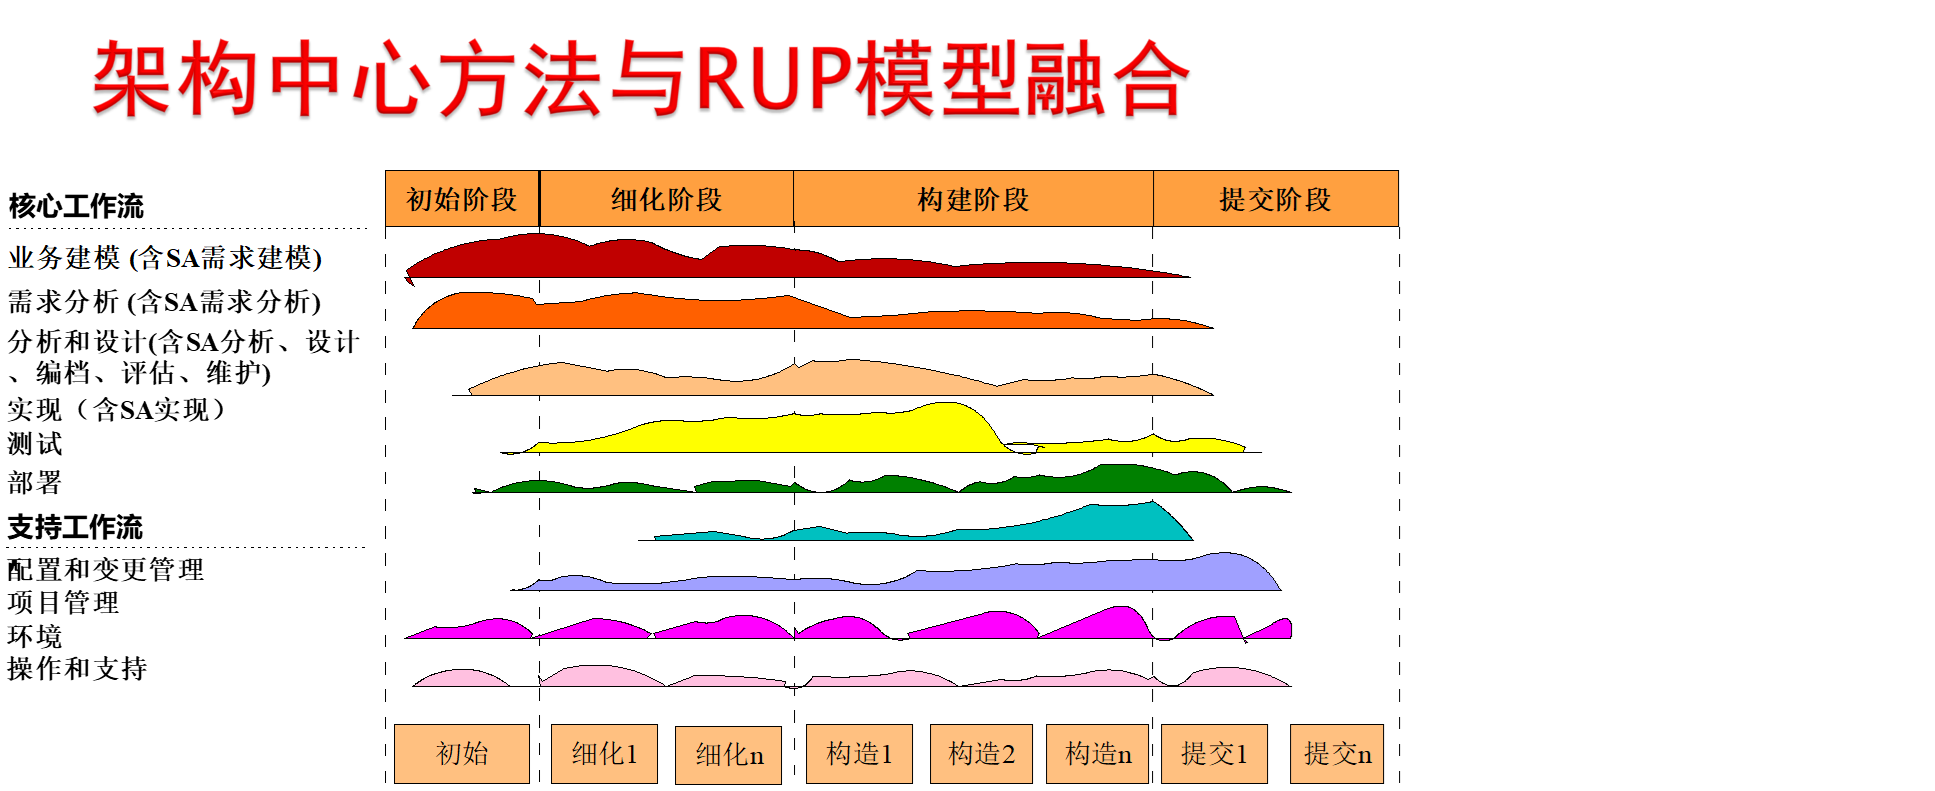 架构中心方法与RUP模型融合
初始阶段 细化阶段 构建阶段 提交阶段
核心工作流
业务建模 (含SA需求建模)
需求分析 (含SA需求分析)
分析和设计(含SA分析、设计
、编档、评估、维护)
实现（含SA实现）
测试
部署
支持工作流
配置和变更管理
项目管理
环境
操作和支持
初始 细化1 细化n 构造1 构造2 构造n 提交1 提交n